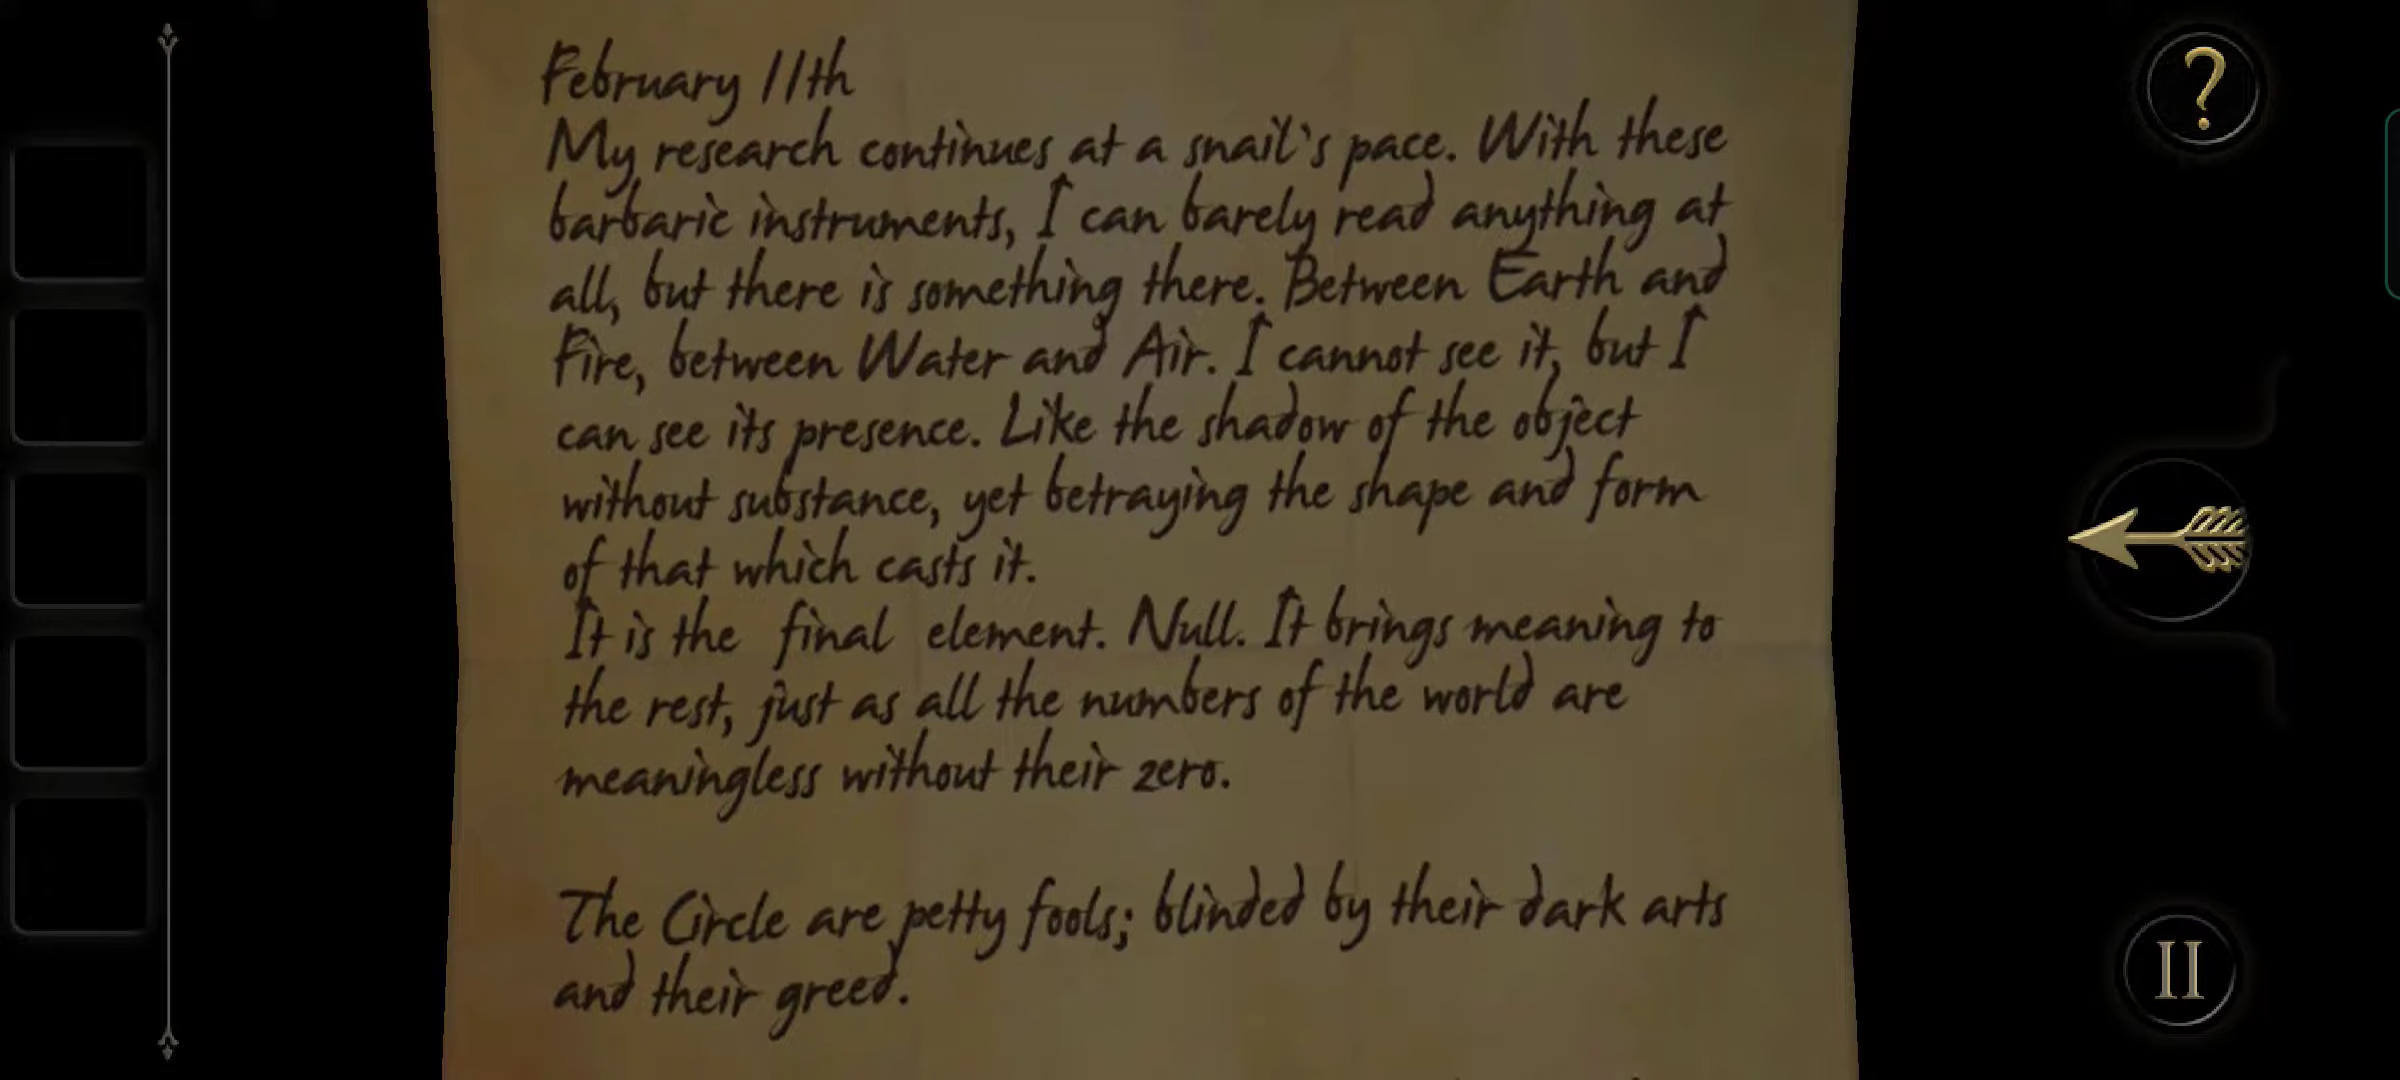 February 11th
My research continues at a snail's pace. With these
barbaric instruments, I can barely read anything at
all, but there is something there. Between Earth and
Fire, between Water and Air. I cannot see it, but I
can see its presence. Like the shadow of the object
without substance, yet betraying the shape and form
of that which casts it.
It is the final element. Null. It brings meaning to
the rest, just as all the numbers of the world are
meaningless without their zero.
The Circle are petty fools; blinded by their dark arts
and their greed.
?
II